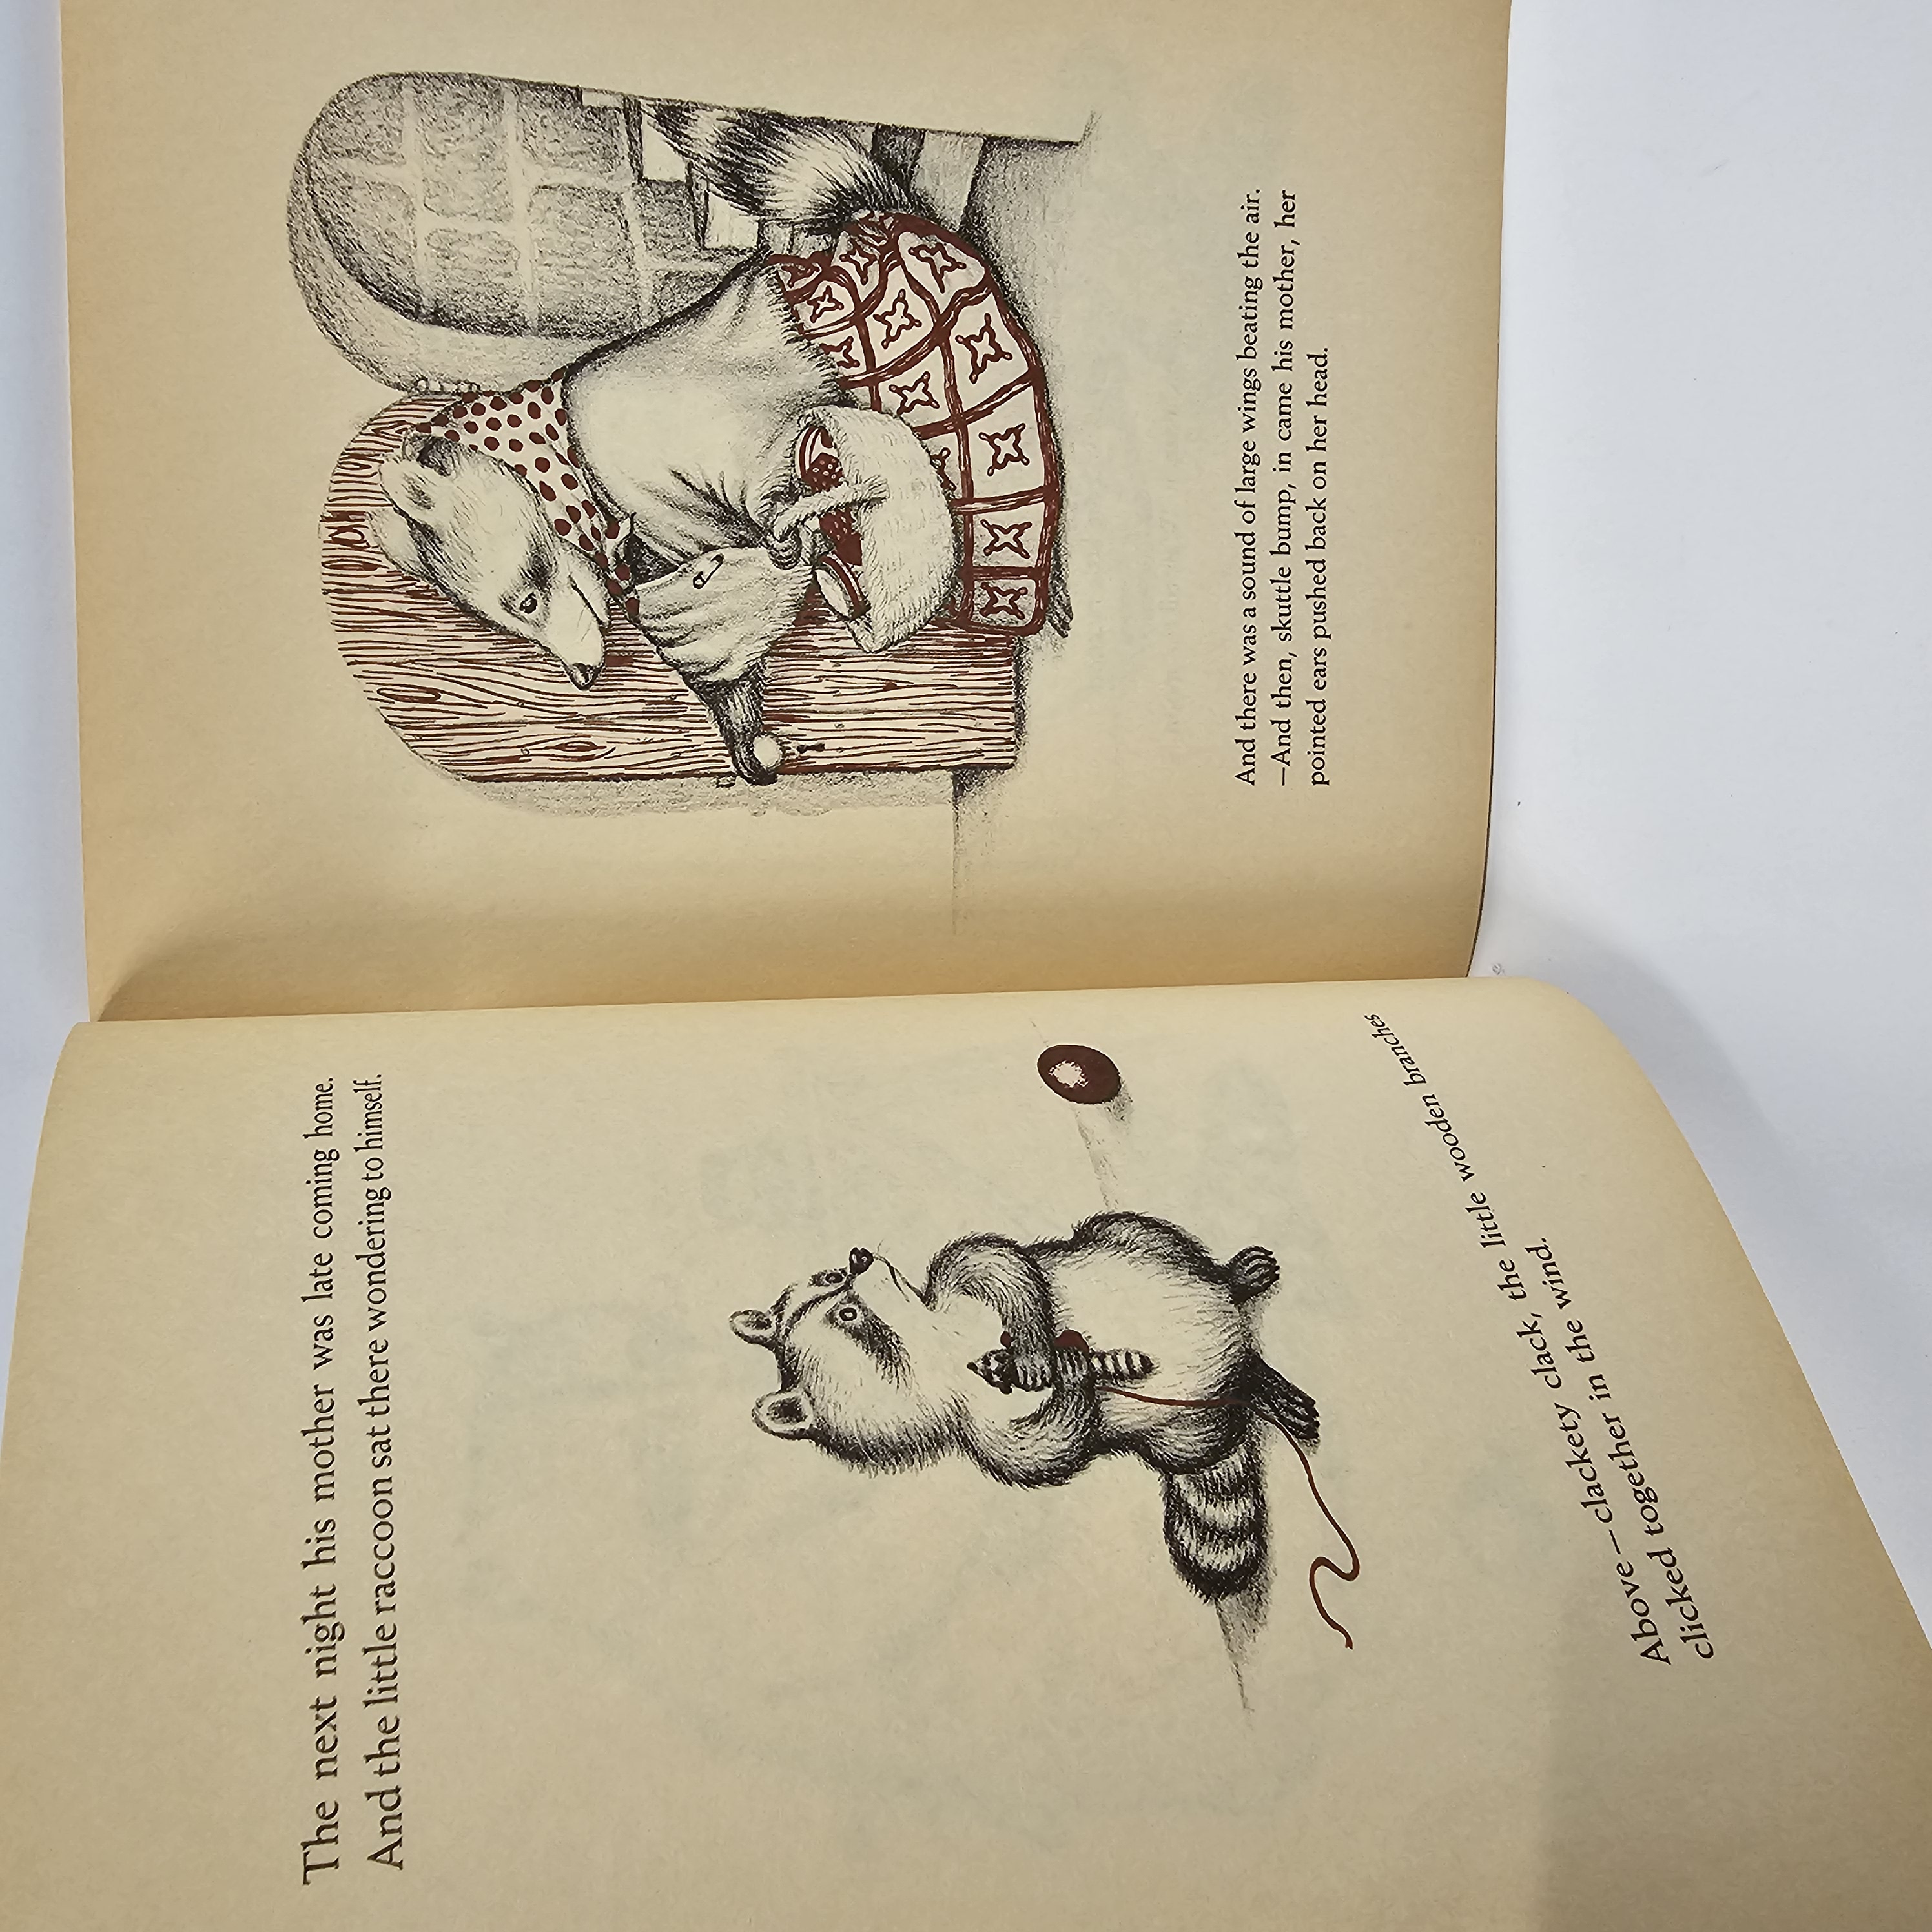 The next night his mother was late coming home.
And the little raccoon sat there wondering to himself.
Above—clackety clack, the little wooden branches
clicked together in the wind.
And there was a sound of large wings beating the air.
—And then, skuttle bump, in came his mother, her
pointed ears pushed back on her head.